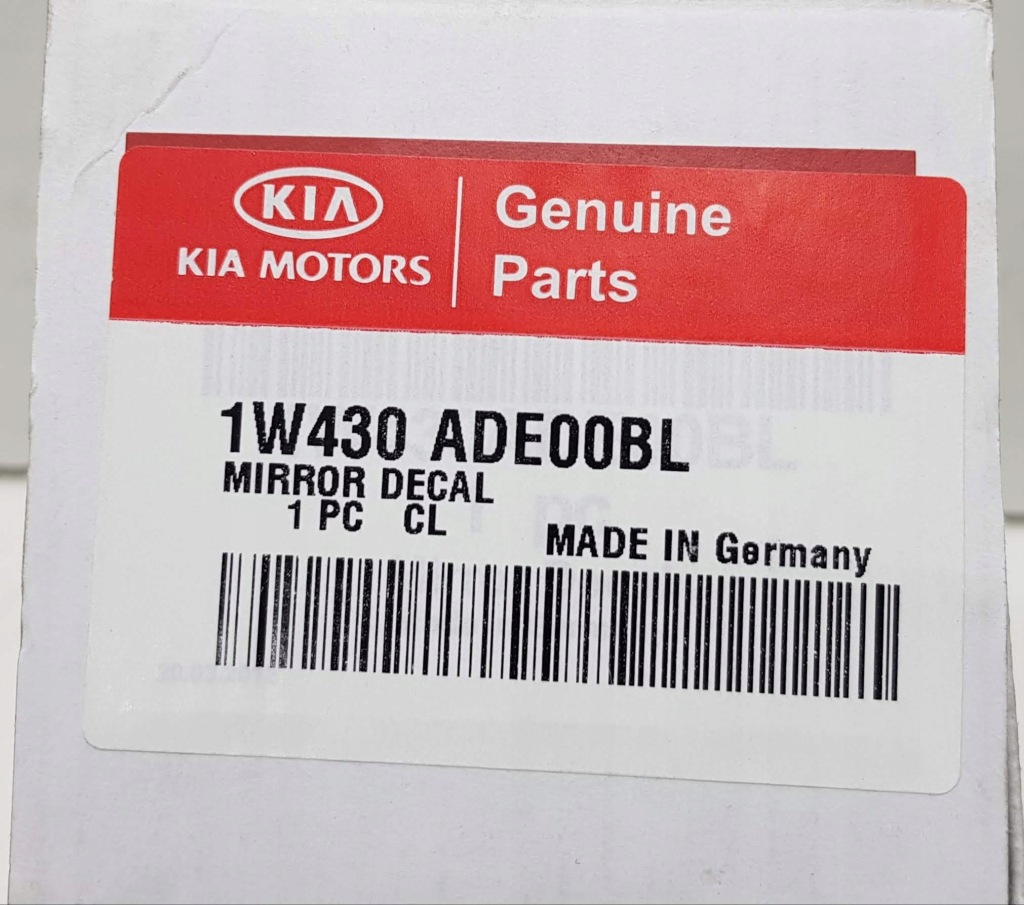 KIA
KIA MOTORS
Genuine
Parts
1W430 ADE00BL
MIRROR DECAL
1 PC CL
MADE IN Germany